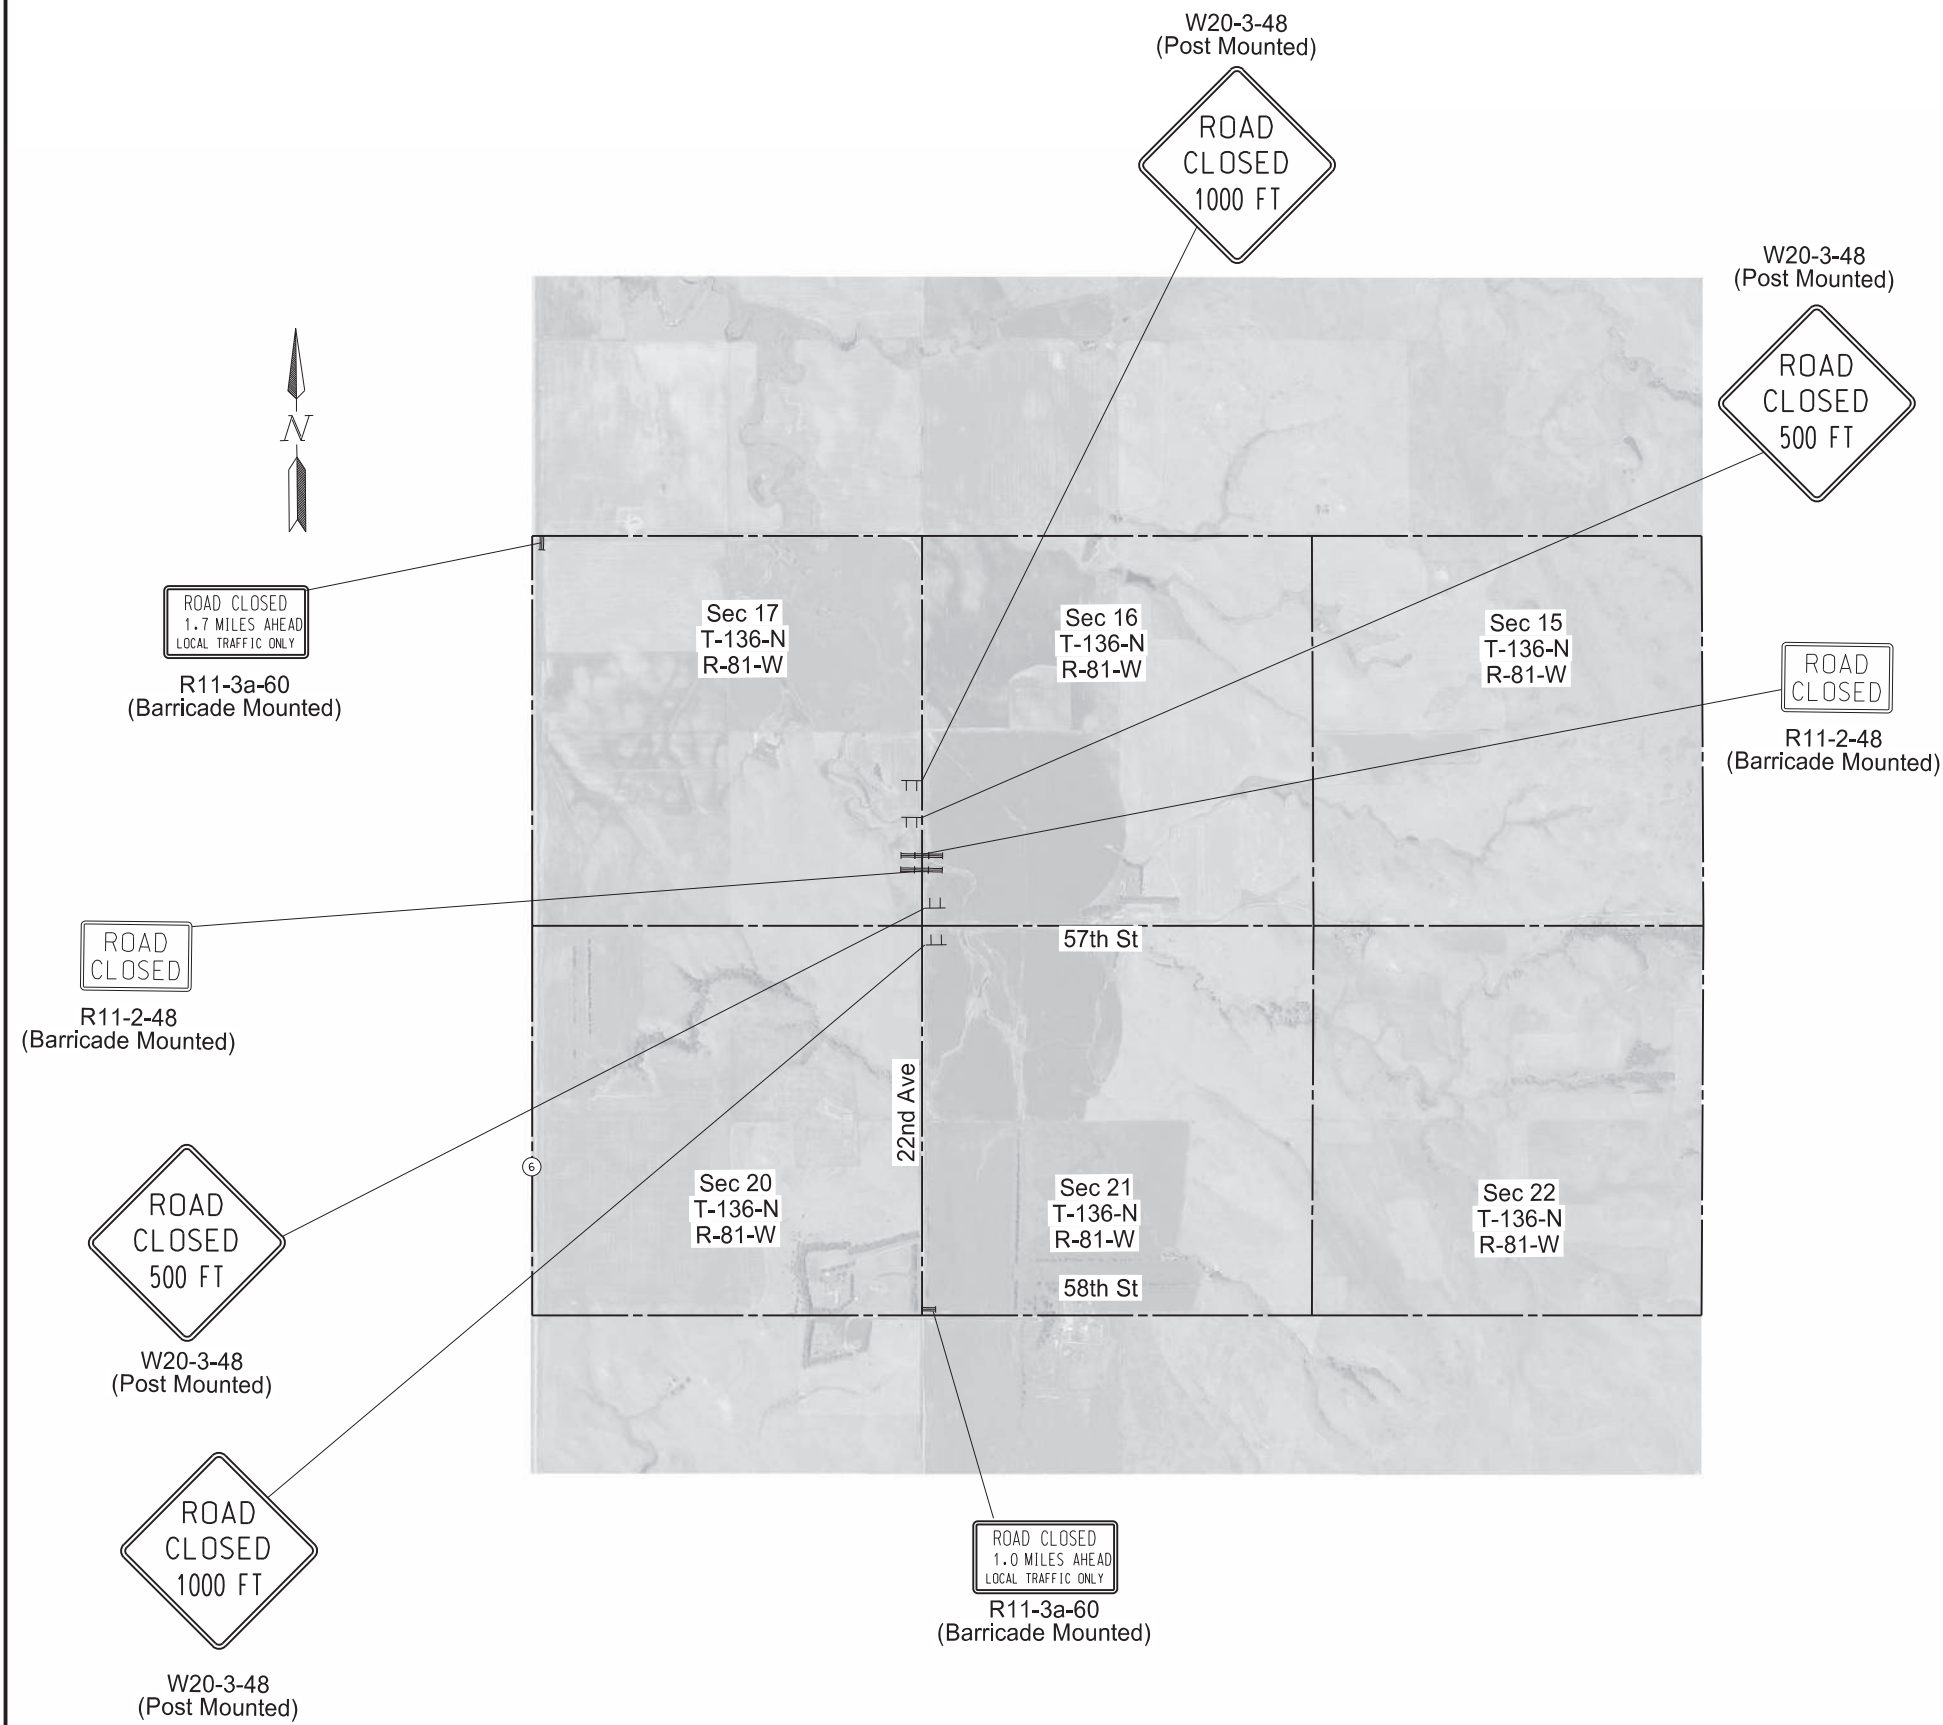 W20-3-48
(Post Mounted)
ROAD
CLOSED
1000 FT
W20-3-48
(Post Mounted)
ROAD
CLOSED
500 FT
N
ROAD CLOSED
1.7 MILES AHEAD
LOCAL TRAFFIC ONLY
R11-3a-60
(Barricade Mounted)
Sec 17
T-136-N
R-81-W
Sec 16
T-136-N
R-81-W
Sec 15
T-136-N
R-81-W
ROAD
CLOSED
R11-2-48
(Barricade Mounted)
ROAD
CLOSED
R11-2-48
(Barricade Mounted)
57th St
22nd Ave
6
Sec 20
T-136-N
R-81-W
Sec 21
T-136-N
R-81-W
Sec 22
T-136-N
R-81-W
58th St
ROAD
CLOSED
500 FT
W20-3-48
(Post Mounted)
ROAD
CLOSED
1000 FT
W20-3-48
(Post Mounted)
ROAD CLOSED
1.0 MILES AHEAD
LOCAL TRAFFIC ONLY
R11-3a-60
(Barricade Mounted)